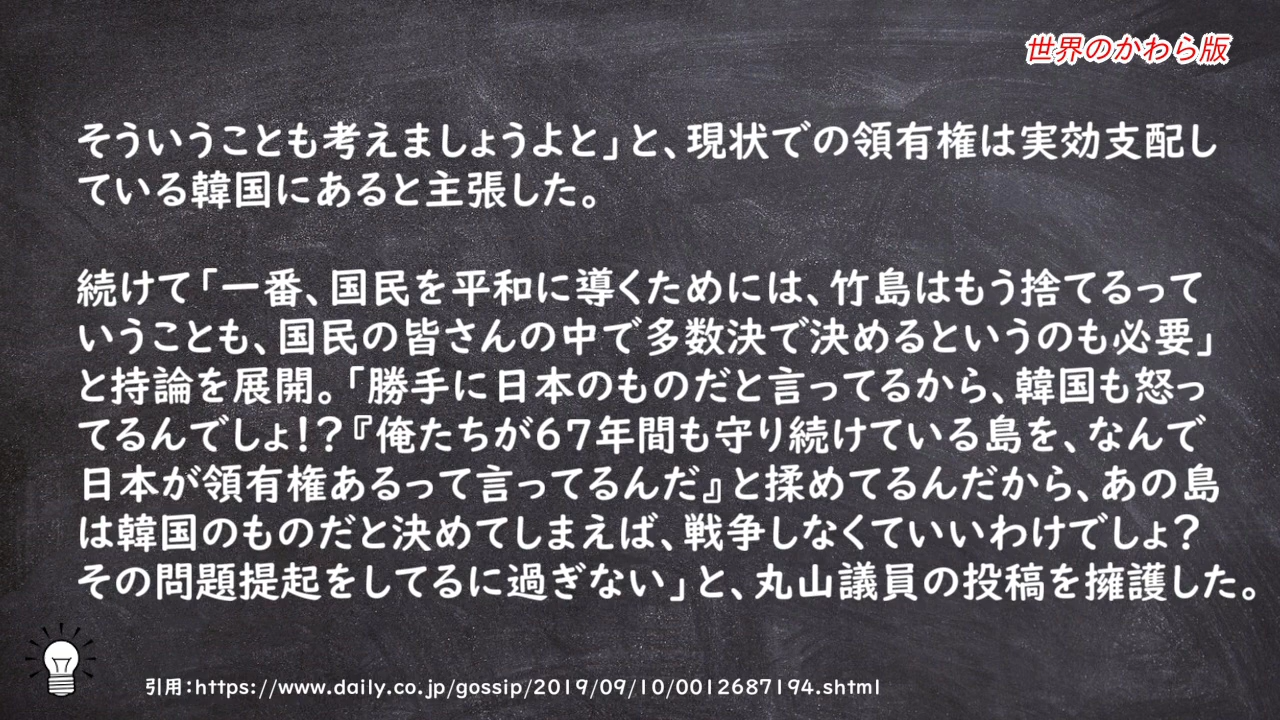 世界のかわら版
そういうことも考えましょうよと」と、現状での領有権は実効支配し
ている韓国にあると主張した。
続けて「一番、国民を平和に導くためには、竹島はもう捨てるって
いうことも、国民の皆さんの中で多数決で決めるというのも必要」
と持論を展開。「勝手に日本のものだと言ってるから、韓国も怒っ
てるんでしょ!?『俺たちが67年間も守り続けている島を、なんで
日本が領有権あるって言ってるんだ』と揉めてるんだから、あの島
は韓国のものだと決めてしまえば、戦争しなくていいわけでしょ?
その問題提起をしてるに過ぎない」と、丸山議員の投稿を擁護した。
引用:https://www.daily.co.jp/gossip/2019/09/10/0012687194.shtml